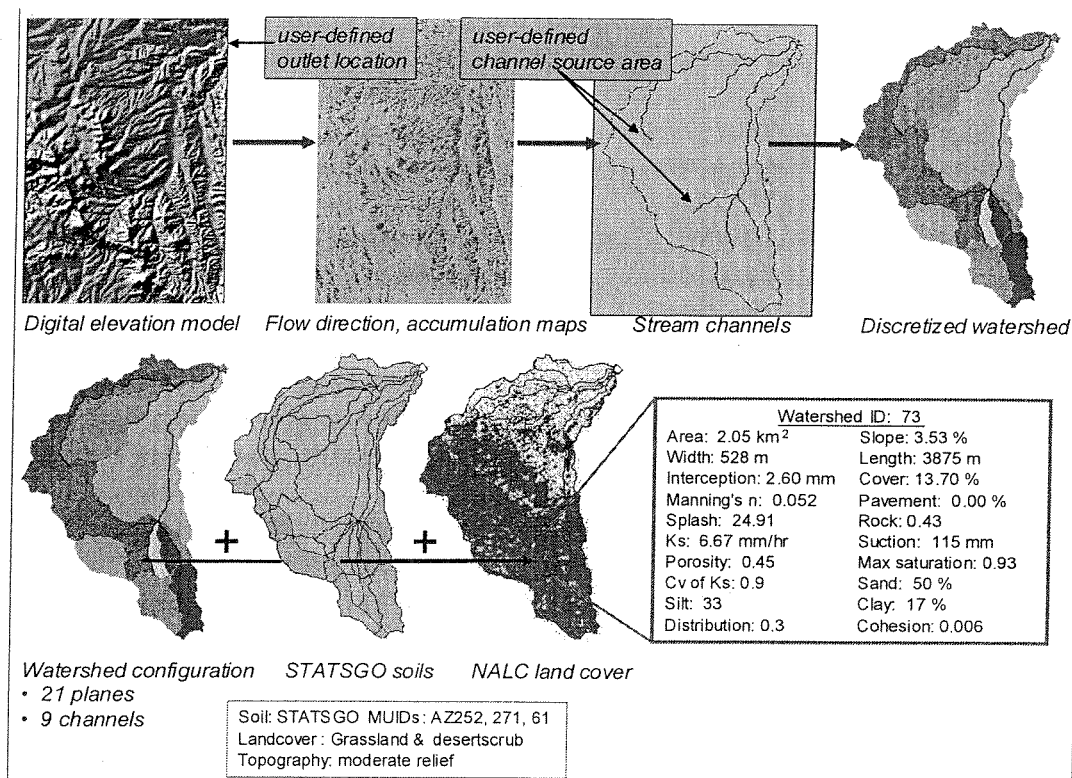 user-defined
outlet location
user-defined
channel source area
Digital elevation model
Flow direction, accumulation maps
Stream channels
Discretized watershed
+
+
Watershed ID: 73
Area: 2.05 km² Slope: 3.53 %
Width: 528 m Length: 3875 m
Interception: 2.60 mm Cover: 13.70 %
Manning's n: 0.052 Pavement: 0.00 %
Splash: 24.91 Rock: 0.43
Ks: 6.67 mm/hr Suction: 115 mm
Porosity: 0.45 Max saturation: 0.93
Cv of Ks: 0.9 Sand: 50 %
Silt: 33 Clay: 17 %
Distribution: 0.3 Cohesion: 0.006
Watershed configuration
• 21 planes
• 9 channels
STATSGO soils
NALC land cover
Soil: STATSGO MUIDs: AZ252, 271, 61
Landcover : Grassland & desertscrub
Topography: moderate relief